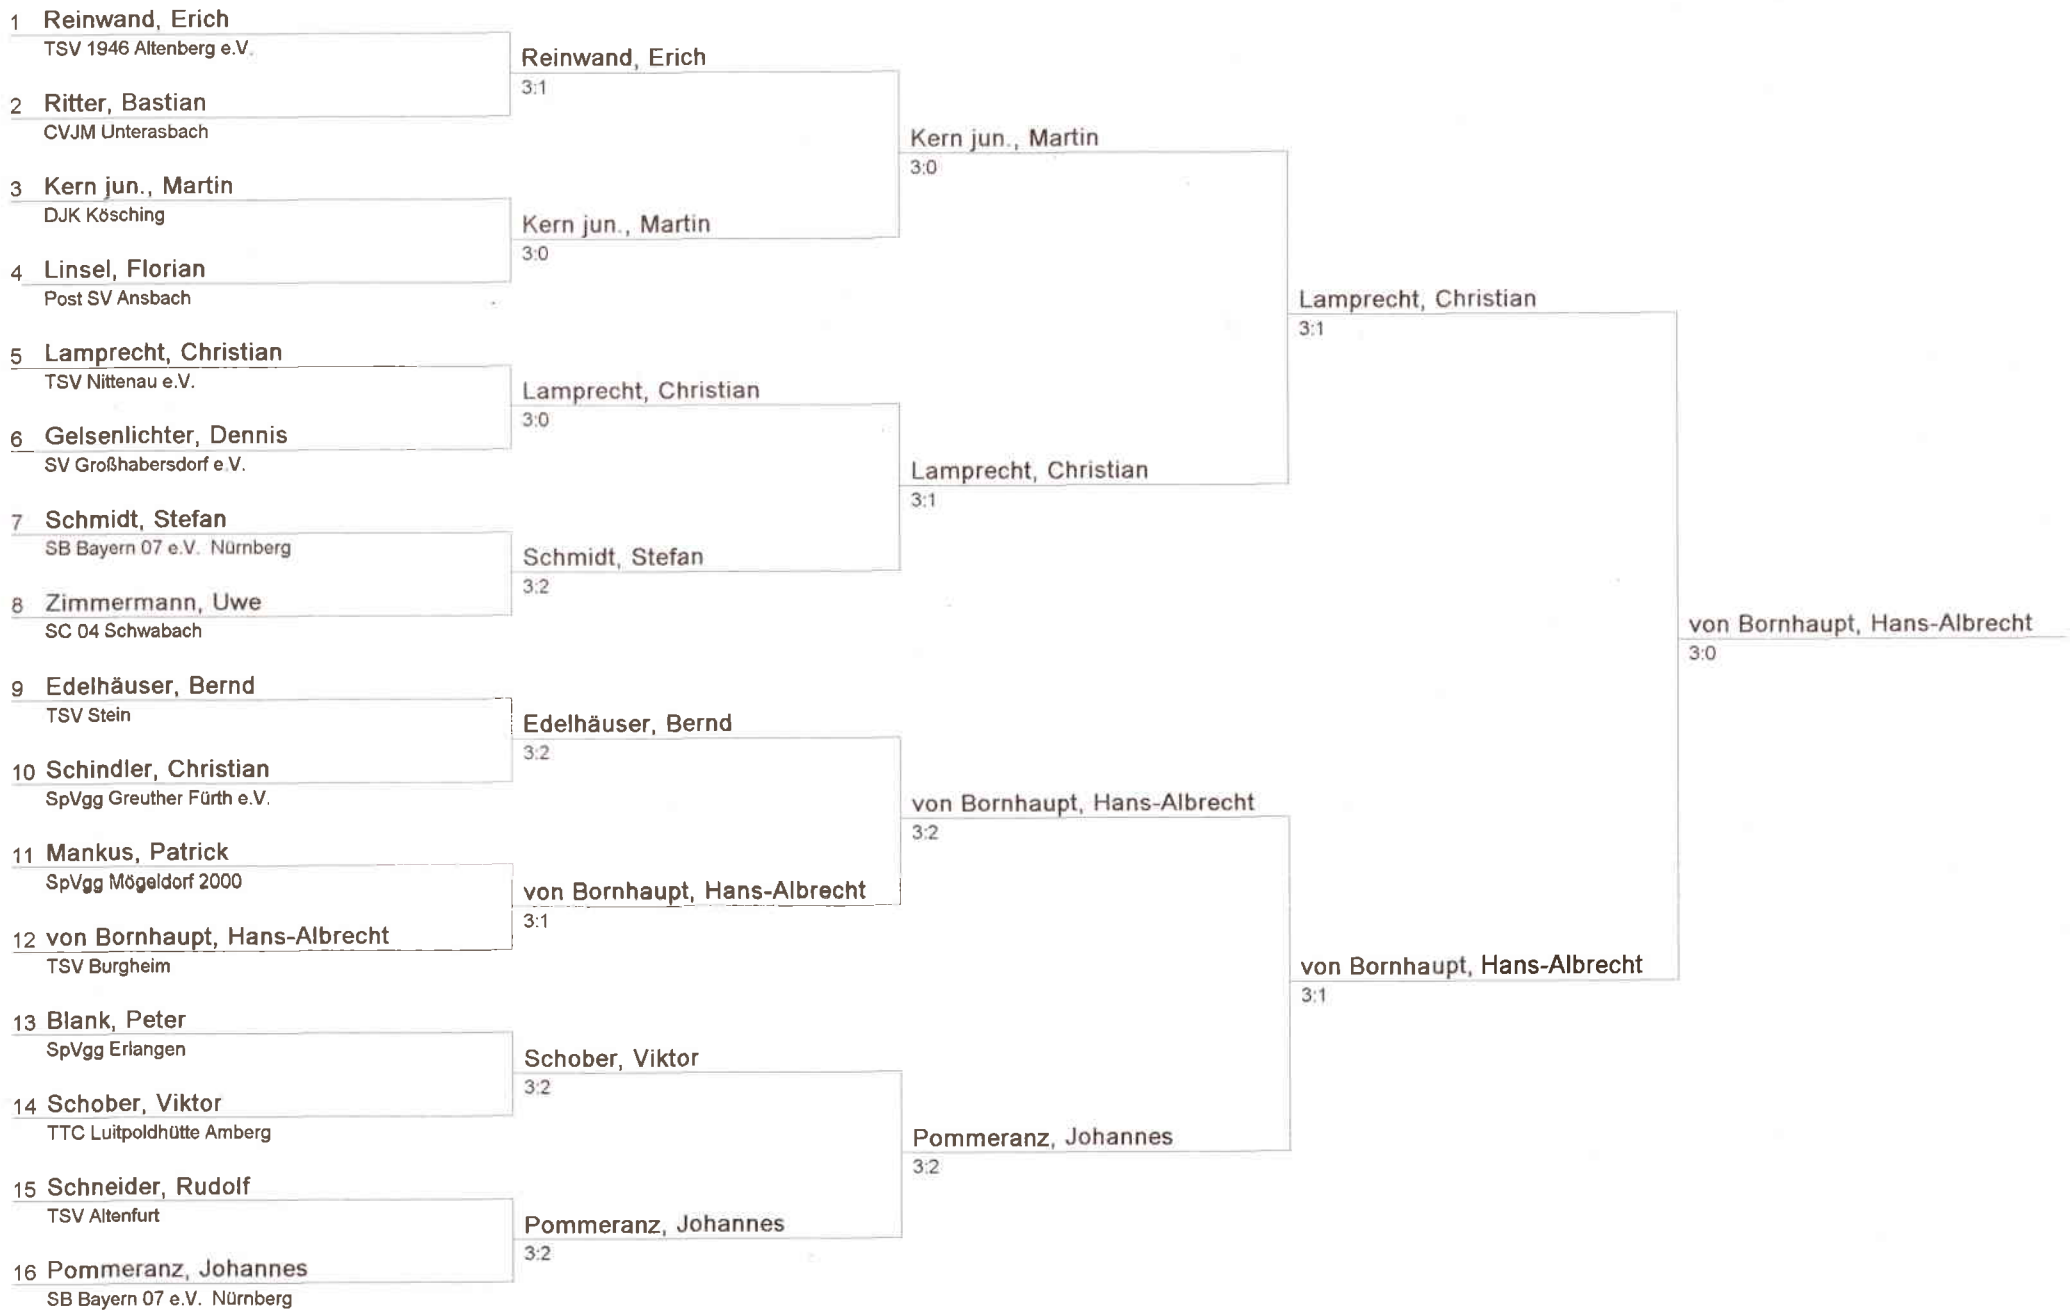 1 Reinwand, Erich
TSV 1946 Altenberg e.V.
2 Ritter, Bastian
CVJM Unterasbach
3 Kern jun., Martin
DJK Kösching
4 Linsel, Florian
Post SV Ansbach
5 Lamprecht, Christian
TSV Nittenau e.V.
6 Gelsenlichter, Dennis
SV Großhabersdorf e.V.
7 Schmidt, Stefan
SB Bayern 07 e.V. Nürnberg
8 Zimmermann, Uwe
SC 04 Schwabach
9 Edelhäuser, Bernd
TSV Stein
10 Schindler, Christian
SpVgg Greuther Fürth e.V.
11 Mankus, Patrick
SpVgg Mögeldorf 2000
12 von Bornhaupt, Hans-Albrecht
TSV Burgheim
13 Blank, Peter
SpVgg Erlangen
14 Schober, Viktor
TTC Luitpoldhütte Amberg
15 Schneider, Rudolf
TSV Altenfurt
16 Pommeranz, Johannes
SB Bayern 07 e.V. Nürnberg
Reinwand, Erich
3:1
Kern jun., Martin
3:0
Lamprecht, Christian
3:0
Schmidt, Stefan
3:2
Edelhäuser, Bernd
3:2
von Bornhaupt, Hans-Albrecht
3:1
Schober, Viktor
3:2
Pommeranz, Johannes
3:2
Kern jun., Martin
3:0
Lamprecht, Christian
3:1
von Bornhaupt, Hans-Albrecht
3:2
Pommeranz, Johannes
3:2
Lamprecht, Christian
3:1
von Bornhaupt, Hans-Albrecht
3:1
von Bornhaupt, Hans-Albrecht
3:0